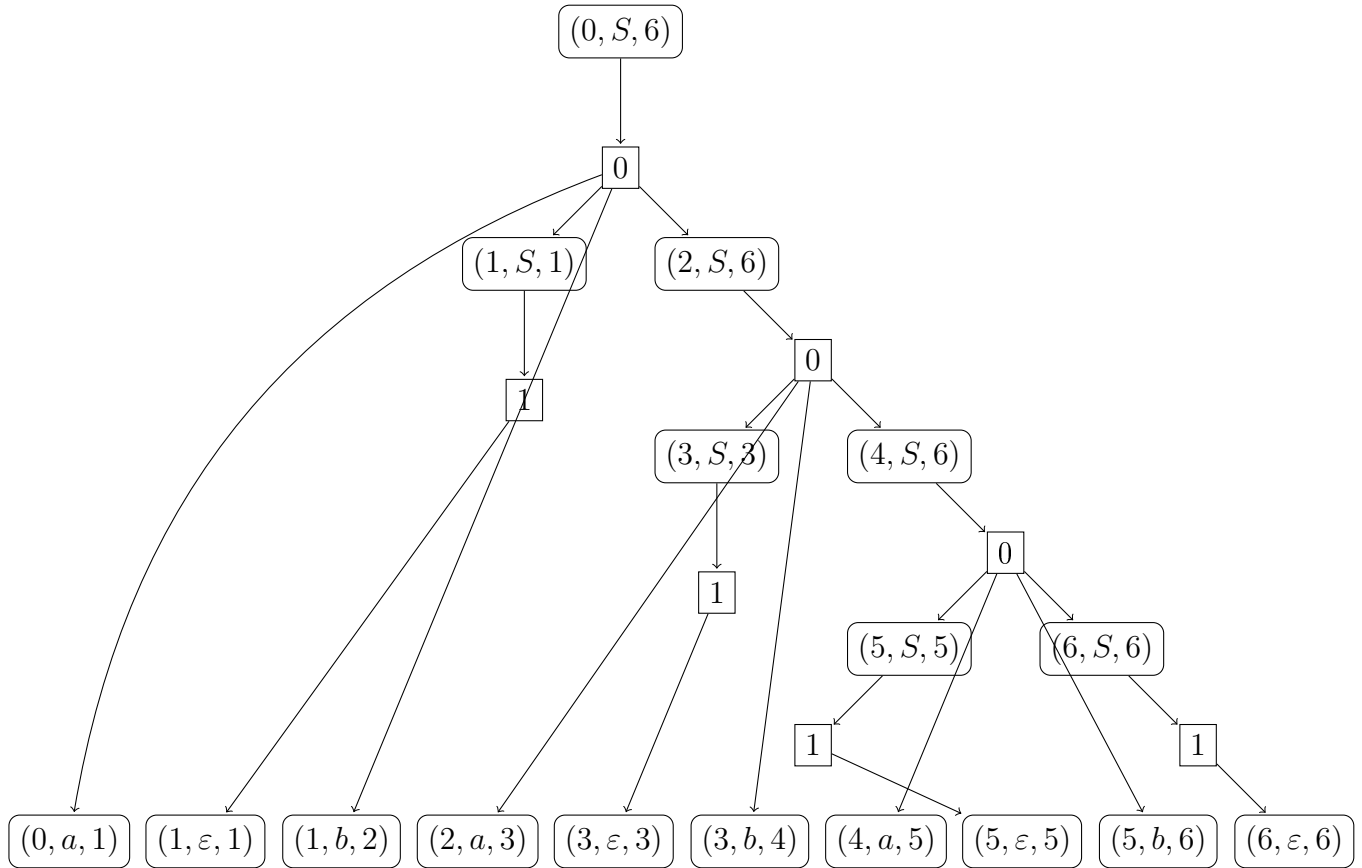 (0, S, 6)
0
(1, S, 1) (2, S, 6)
0
1
(3, S, 3) (4, S, 6)
0
1
(5, S, 5) (6, S, 6)
1 1
(0, a, 1) (1, ε, 1) (1, b, 2) (2, a, 3) (3, ε, 3) (3, b, 4) (4, a, 5) (5, ε, 5) (5, b, 6) (6, ε, 6)